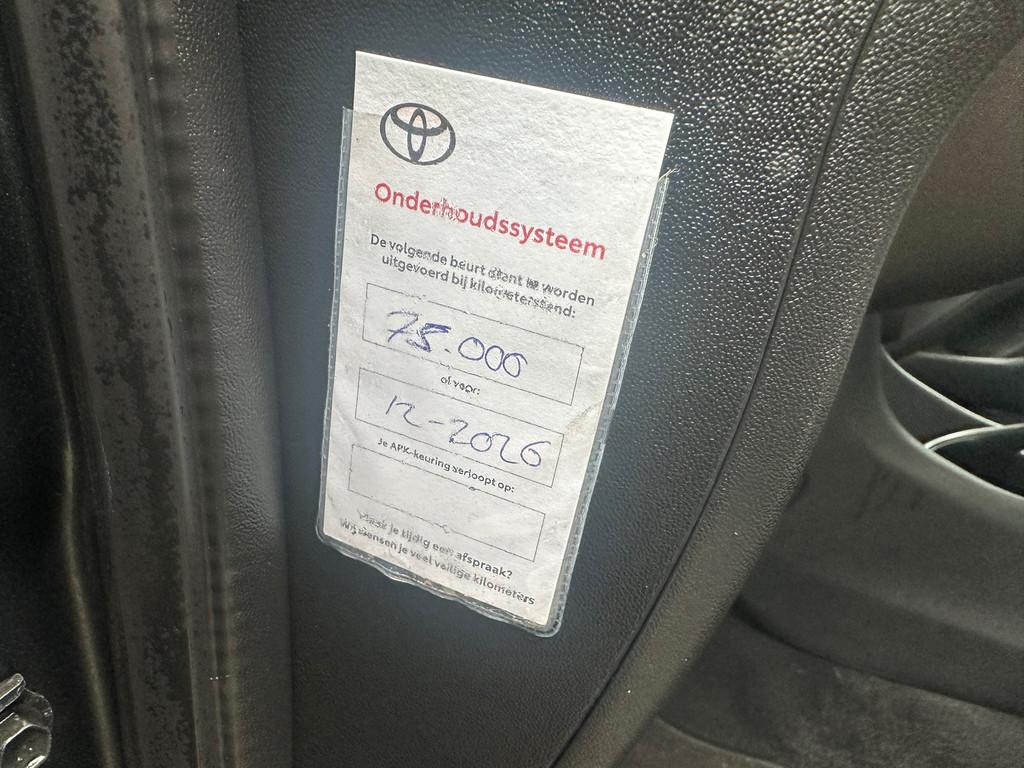 Onderhoudssysteem
De volgende beurt dient te worden
uitgevoerd bij kilometerstand:
75.000
of voor:
12-2026
Je APK-keuring verloopt op:
Maak je tijdig een afspraak?
Wij wensen je veel veilige kilometers